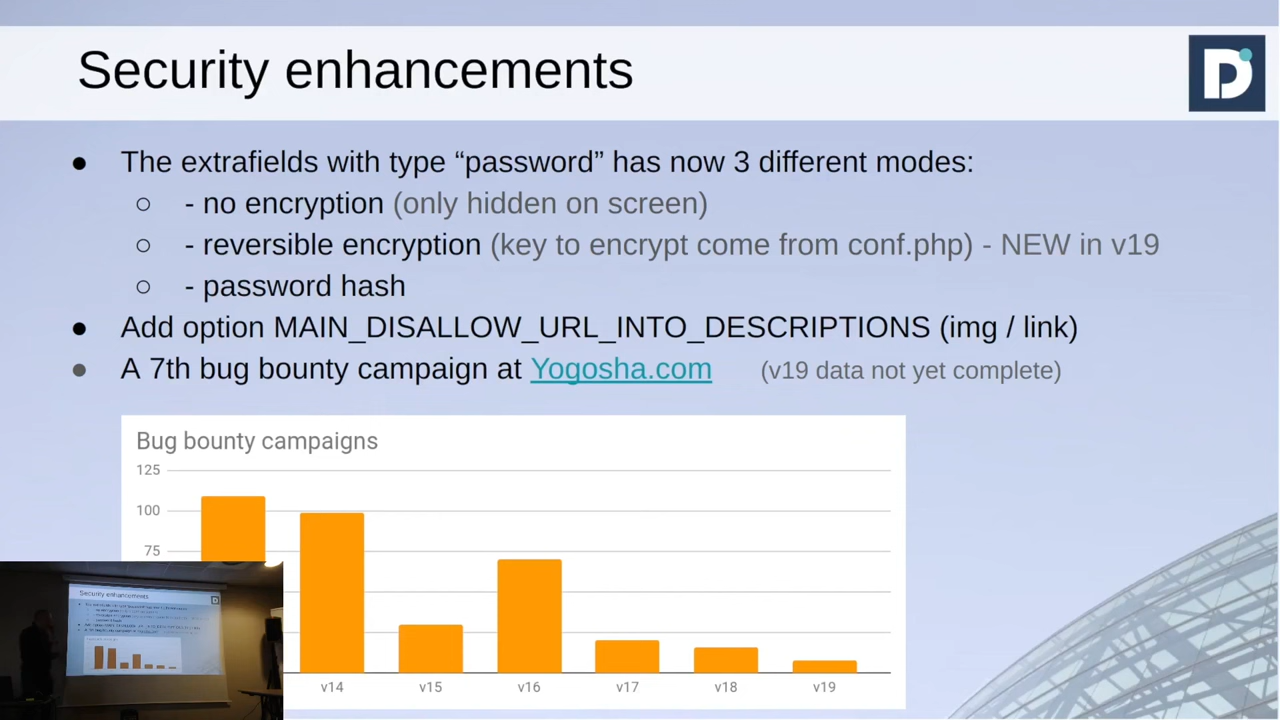 Security enhancements
D
● The extrafields with type “password” has now 3 different modes:
○ - no encryption (only hidden on screen)
○ - reversible encryption (key to encrypt come from conf.php) - NEW in v19
○ - password hash
● Add option MAIN_DISALLOW_URL_INTO_DESCRIPTIONS (img / link)
● A 7th bug bounty campaign at Yogosha.com (v19 data not yet complete)
Bug bounty campaigns
125
100
75
v14 v15 v16 v17 v18 v19
Security enhancements